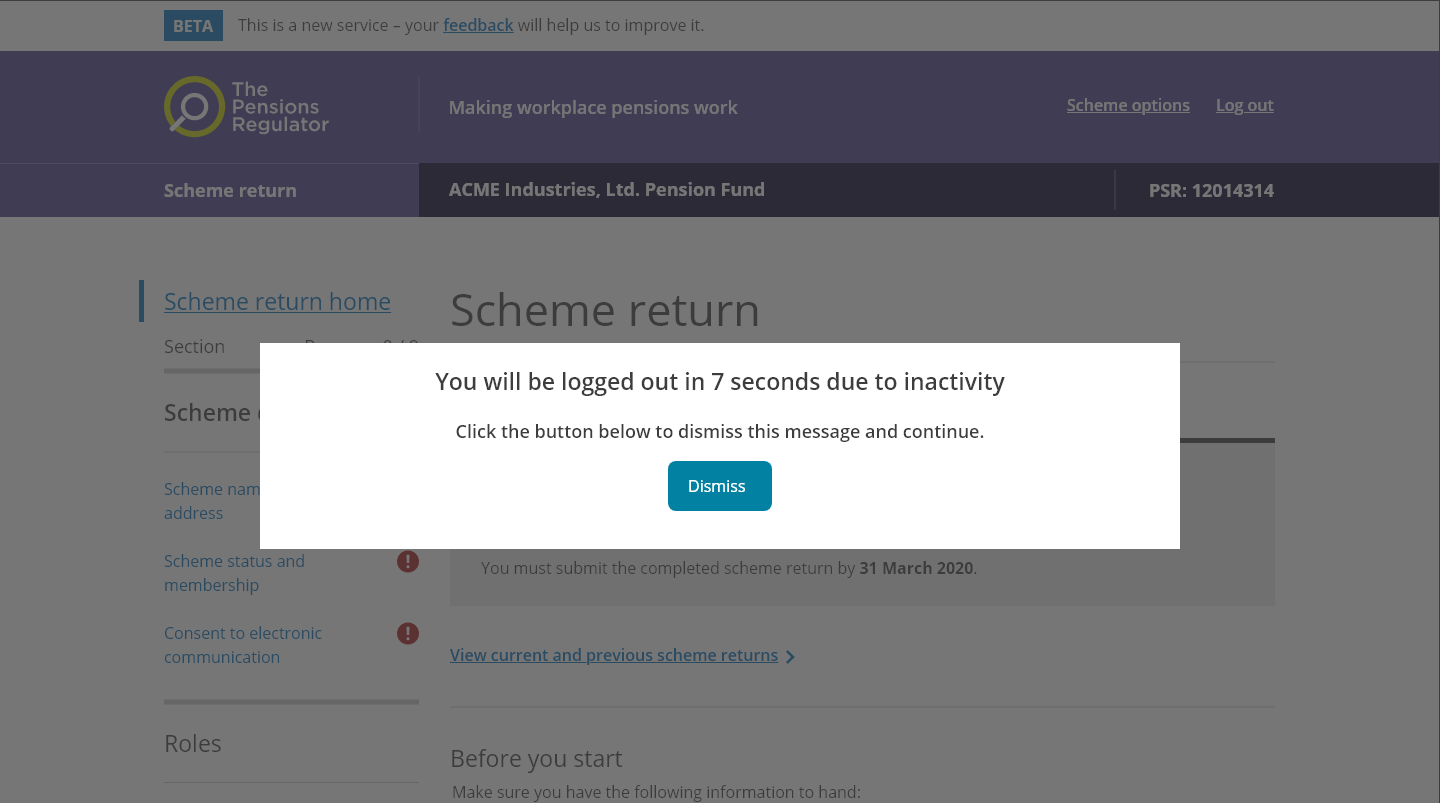 BETA This is a new service – your feedback will help us to improve it.
The
Pensions
Regulator
Making workplace pensions work
Scheme options Log out
Scheme return
ACME Industries, Ltd. Pension Fund
PSR: 12014314
Scheme return home
Section
Scheme
Scheme
address
Scheme status and
membership
Consent to electronic
communication
Roles
Scheme return
You will be logged out in 7 seconds due to inactivity
Click the button below to dismiss this message and continue.
Dismiss
You must submit the completed scheme return by 31 March 2020.
View current and previous scheme returns
Before you start
Make sure you have the following information to hand: